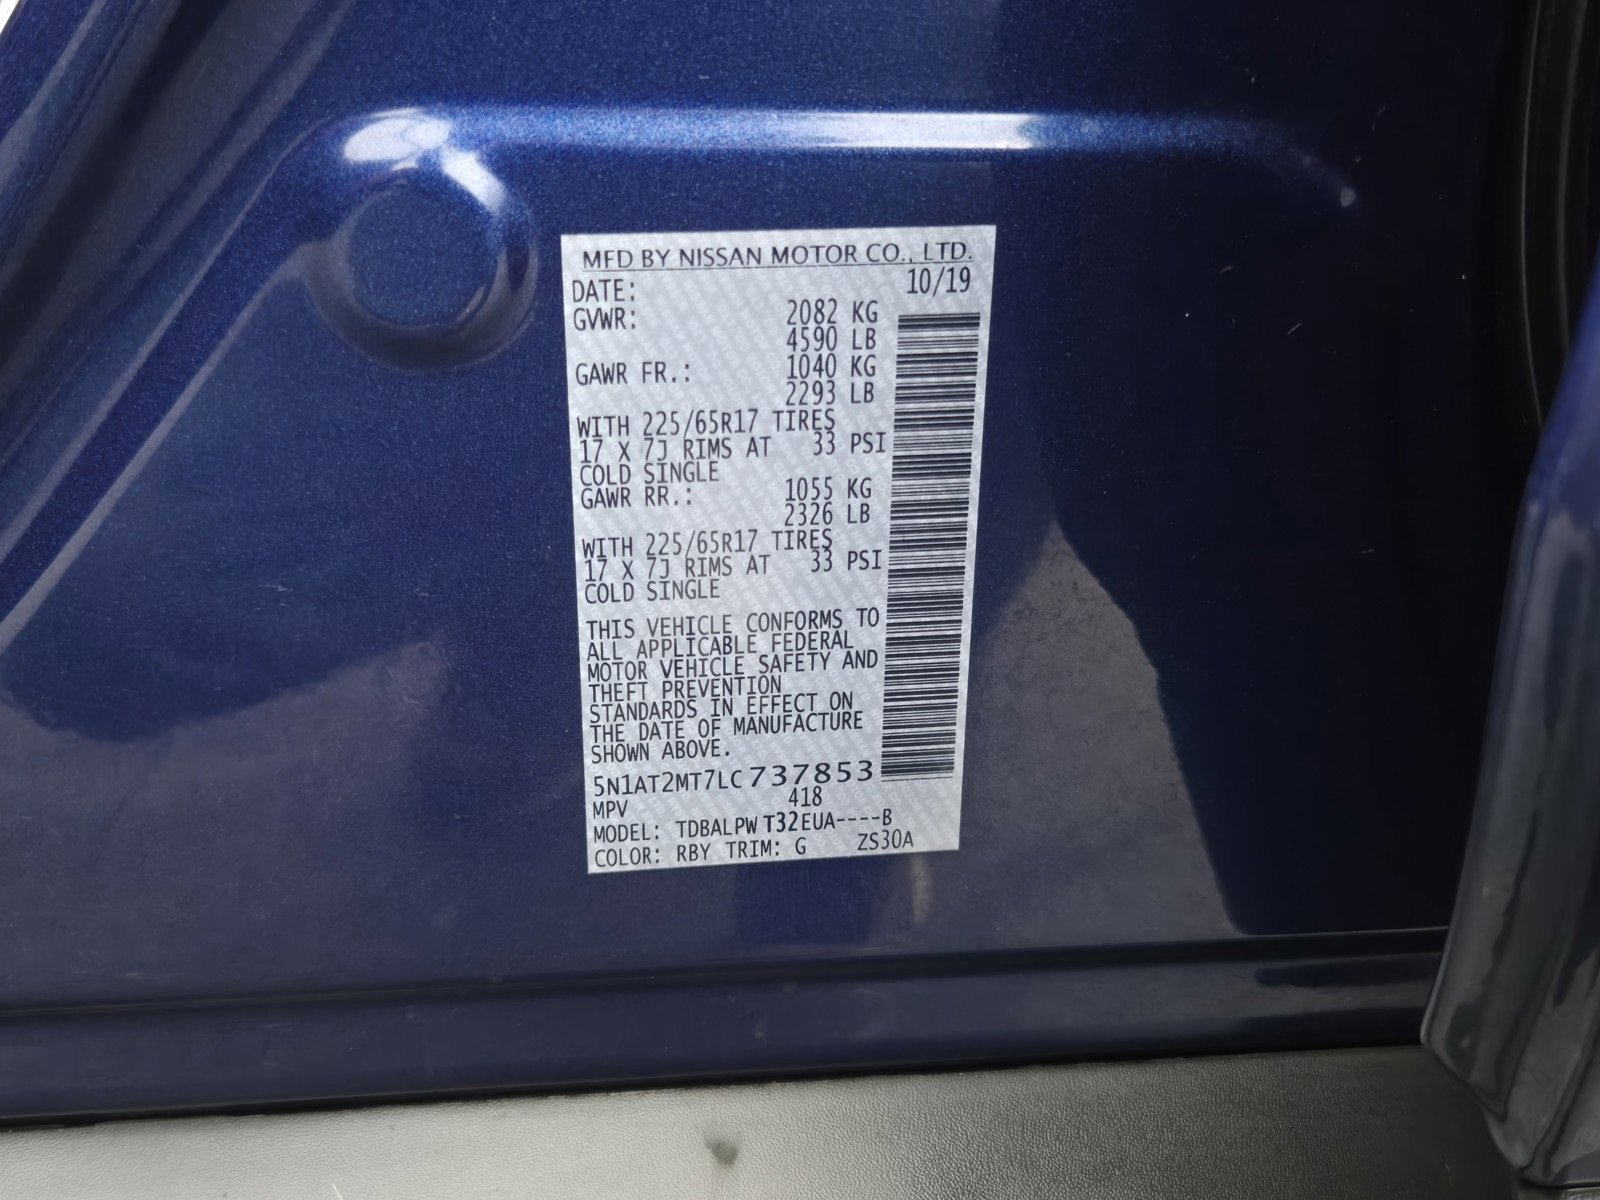 MFD BY NISSAN MOTOR CO., LTD.
DATE: 10/19
GVWR: 2082 KG
4590 LB
GAWR FR.: 1040 KG
2293 LB
WITH 225/65R17 TIRES
17 X 7J RIMS AT 33 PSI
COLD SINGLE
GAWR RR.: 1055 KG
2326 LB
WITH 225/65R17 TIRES
17 X 7J RIMS AT 33 PSI
COLD SINGLE
THIS VEHICLE CONFORMS TO
ALL APPLICABLE FEDERAL
MOTOR VEHICLE SAFETY AND
THEFT PREVENTION
STANDARDS IN EFFECT ON
THE DATE OF MANUFACTURE
SHOWN ABOVE.
5N1AT2MT7LC737853
MPV 418
MODEL: TDBALPWT32EUA----B
COLOR: RBY TRIM: G ZS30A